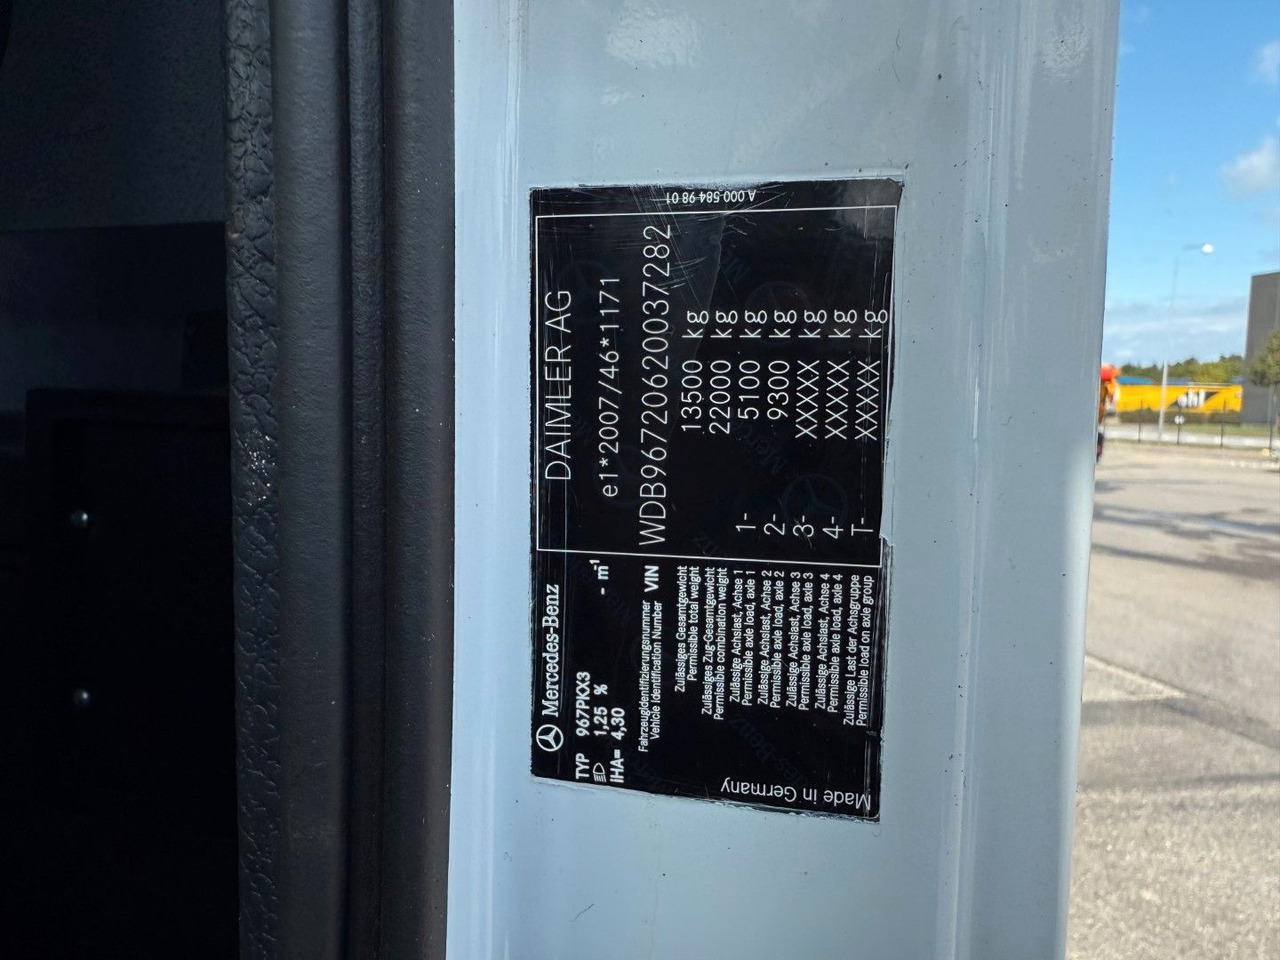 A 000 584 98 01
Mercedes-Benz
DAIMLER AG
TYP 967PKX3
e1*2007/46*1171
1,25 % - m⁻¹
IHA= 4,30
Fahrzeugidentifizierungsnummer
Vehicle Identification Number
VIN WDB96720620037282
Zulässiges Gesamtgewicht
Permissible total weight
13500 kg
Zulässiges Zug-Gesamtgewicht
Permissible combination weight
22000 kg
Zulässige Achslast, Achse 1
Permissible axle load, axle 1
1- 5100 kg
Zulässige Achslast, Achse 2
Permissible axle load, axle 2
2- 9300 kg
Zulässige Achslast, Achse 3
Permissible axle load, axle 3
3- XXXXX kg
Zulässige Achslast, Achse 4
Permissible axle load, axle 4
4- XXXXX kg
Zulässige Last der Achsgruppe
Permissible load on axle group
T- XXXXX kg
Made in Germany